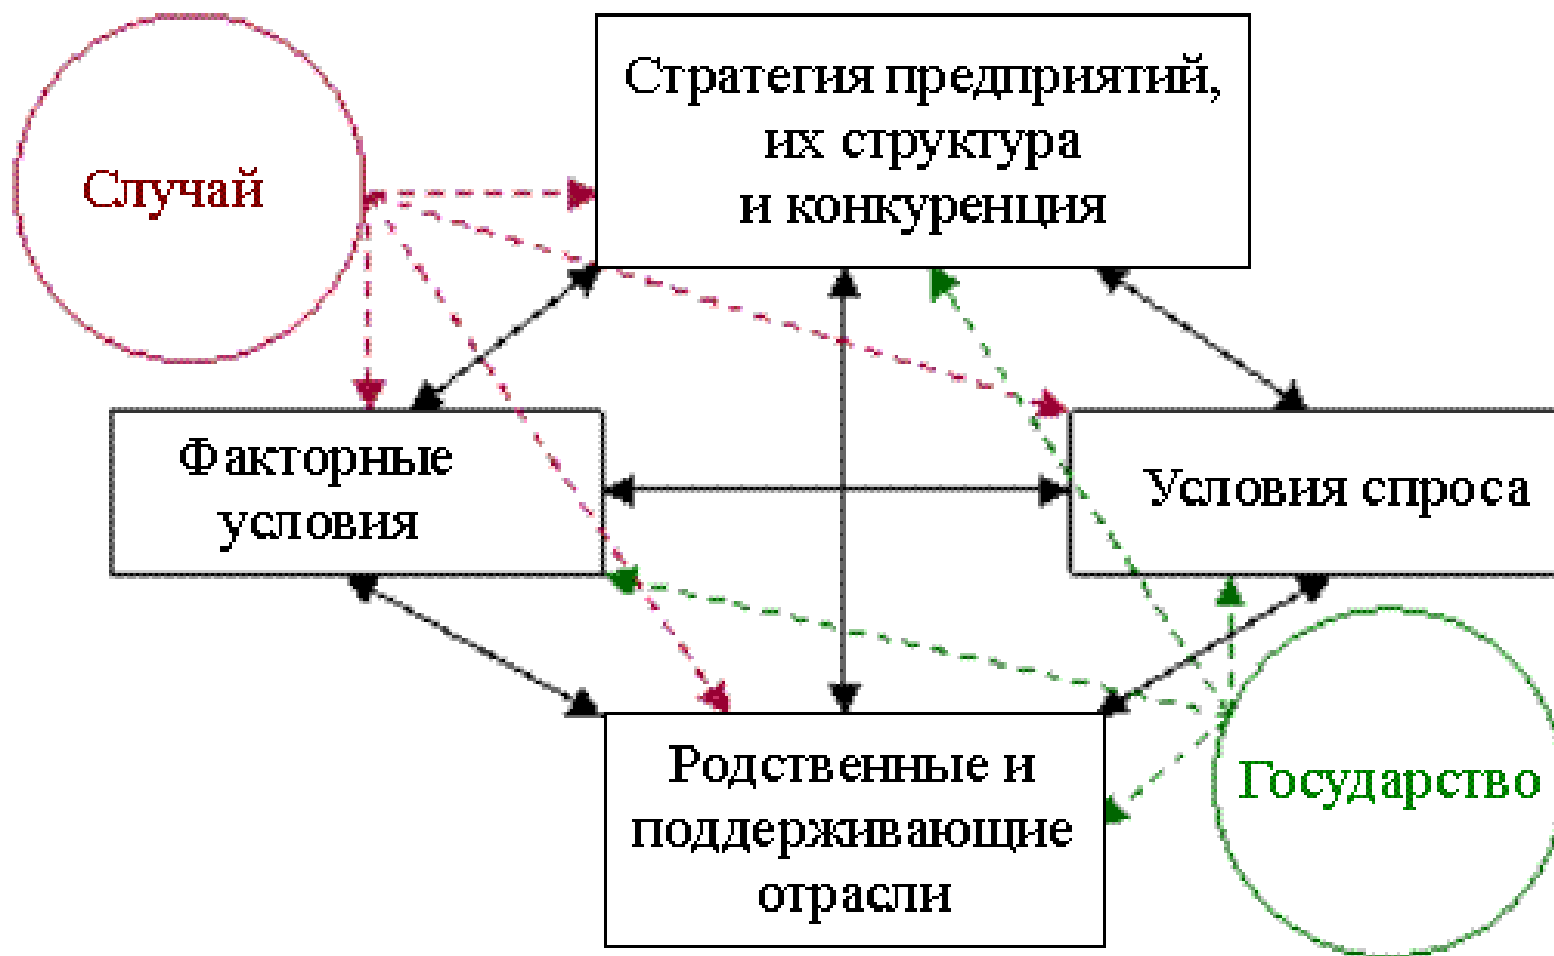 Случай
Стратегия предприятий,
их структура
и конкуренция
Факторные
условия
Условия спроса
Родственные и
поддерживающие
отрасли
Государство